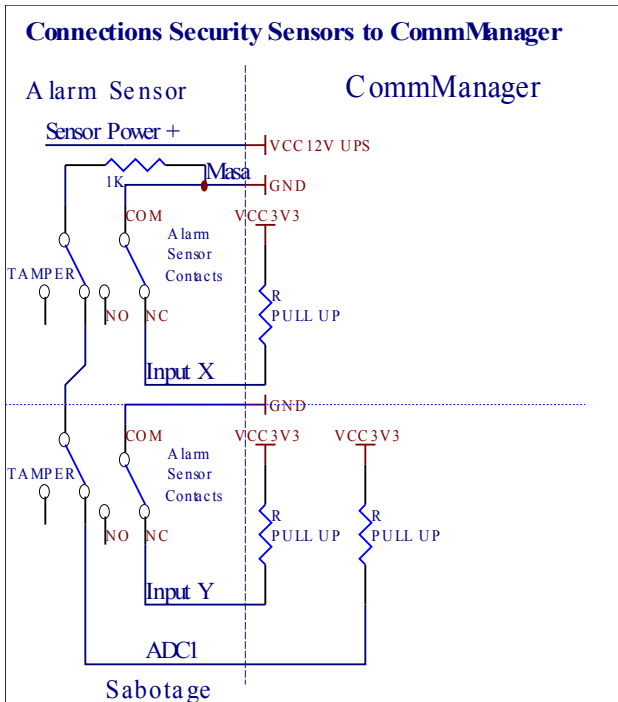 Connections Security Sensors to CommManager
Alarm Sensor
CommManager
Sensor Power +
VCC12V UPS
1K
Masa
GND
COM
Alarm
Sensor
Contacts
VCC3V3
TAMPER
NO
NC
R
PULL UP
Input X
GND
COM
Alarm
Sensor
Contacts
VCC3V3
VCC3V3
TAMPER
NO
NC
R
PULL UP
R
PULL UP
Input Y
ADC1
Sabotage